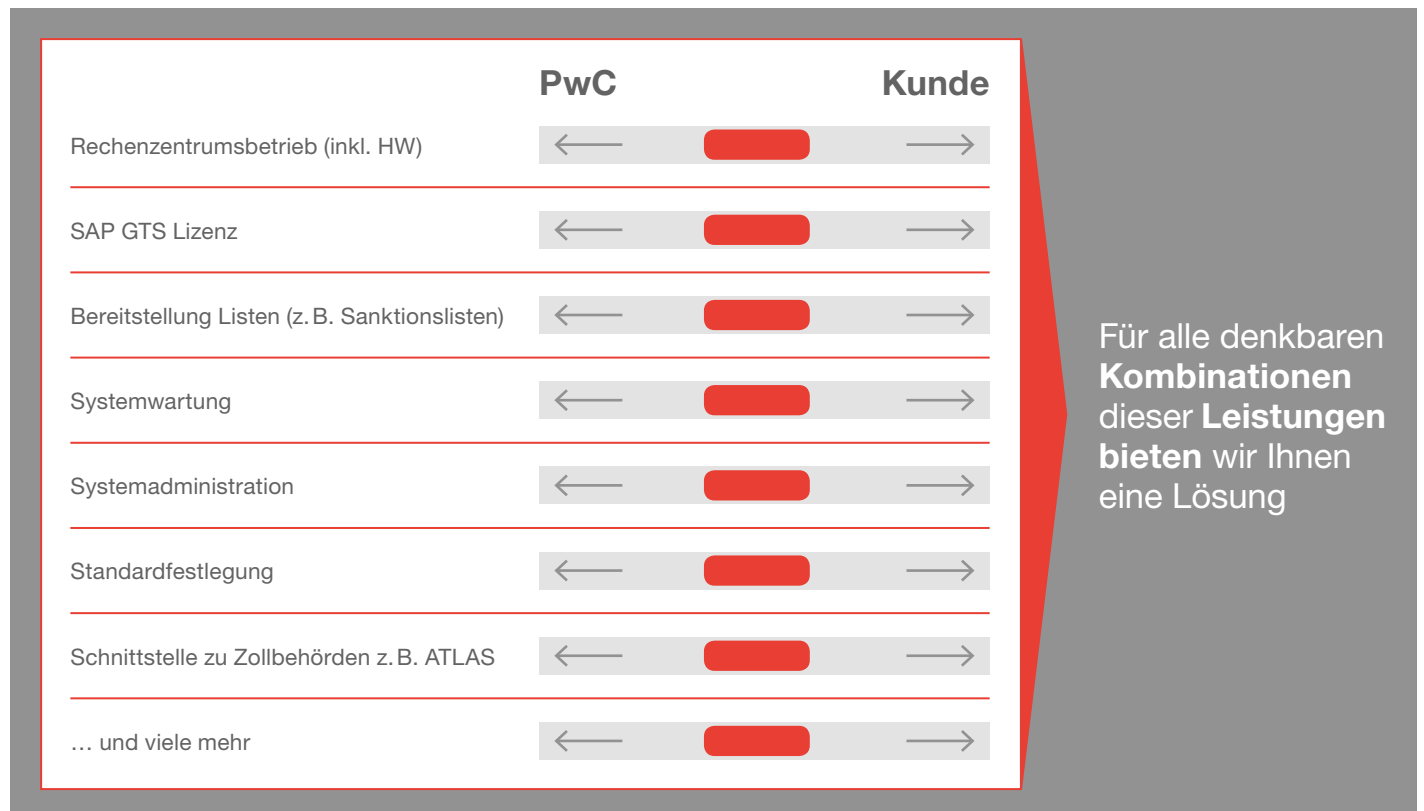 PwC Kunde
Rechenzentrumsbetrieb (inkl. HW)
SAP GTS Lizenz
Bereitstellung Listen (z. B. Sanktionslisten)
Systemwartung
Systemadministration
Standardfestlegung
Schnittstelle zu Zollbehörden z. B. ATLAS
… und viele mehr
Für alle denkbaren
Kombinationen
dieser Leistungen
bieten wir Ihnen
eine Lösung